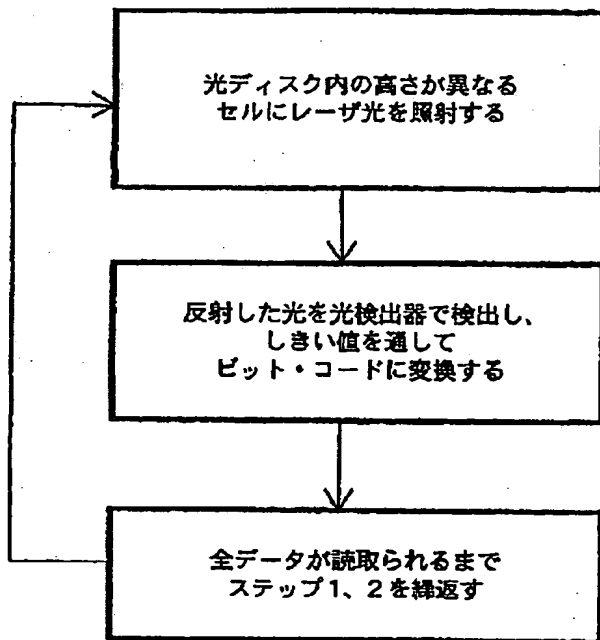 光ディスク内の高さが異なる
セルにレーザ光を照射する
反射した光を光検出器で検出し、
しきい値を通して
ビット・コードに変換する
全データが読取られるまで
ステップ1、2を繰返す